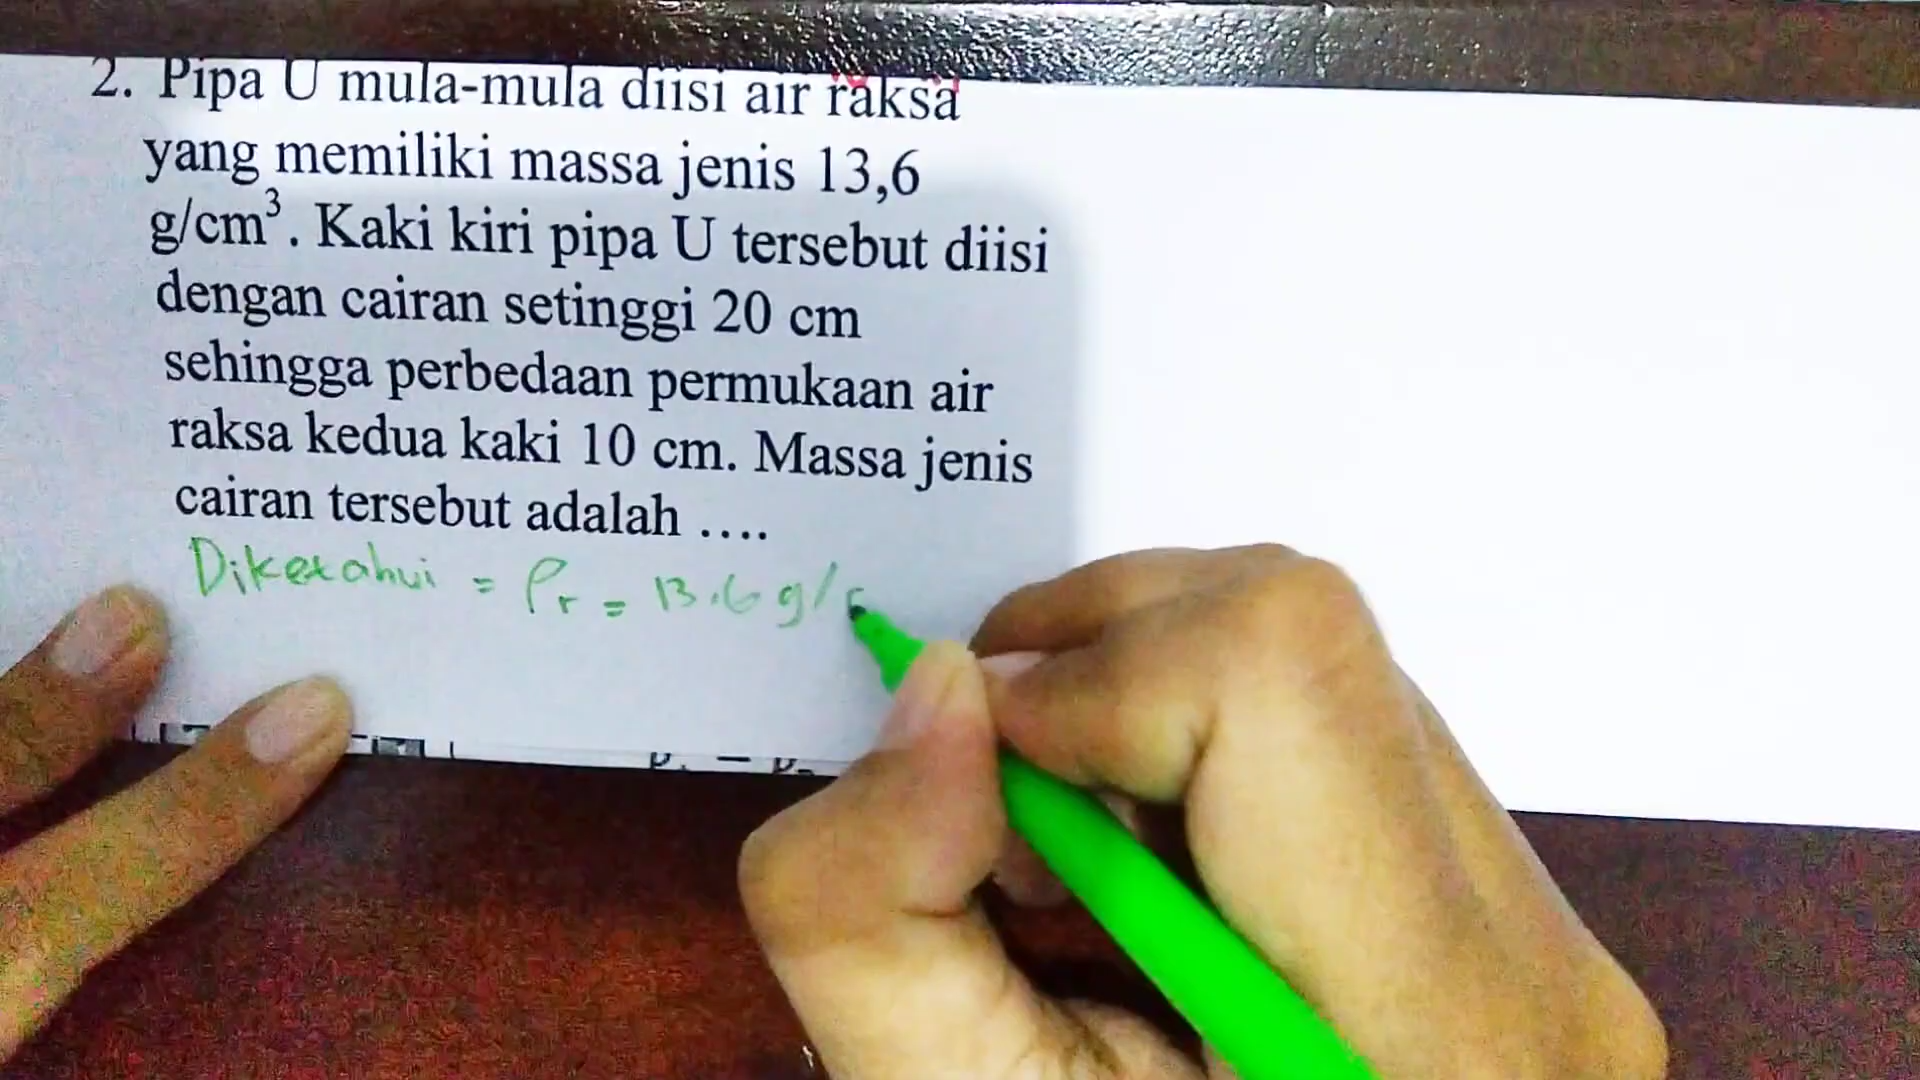 2. Pipa U mula-mula diisi air raksa
yang memiliki massa jenis 13,6
g/cm³. Kaki kiri pipa U tersebut diisi
dengan cairan setinggi 20 cm
sehingga perbedaan permukaan air
raksa kedua kaki 10 cm. Massa jenis
cairan tersebut adalah ....
Diketahui = ρr = 13.6 g/c